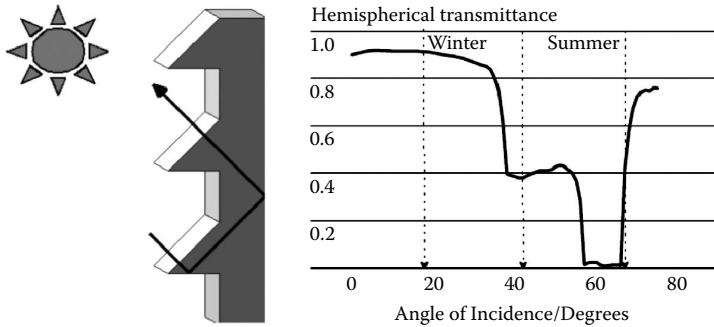 Hemispherical transmittance
1.0 Winter Summer
0.8
0.6
0.4
0.2
0 20 40 60 80
Angle of Incidence/Degrees